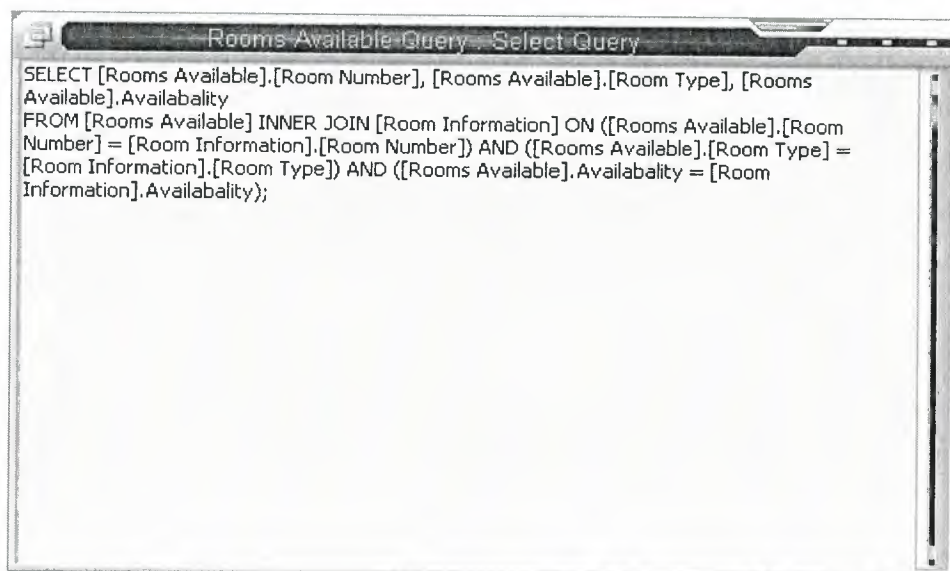 Rooms Available Query : Select Query
SELECT [Rooms Available].[Room Number], [Rooms Available].[Room Type], [Rooms
Available].Availabality
FROM [Rooms Available] INNER JOIN [Room Information] ON ([Rooms Available].[Room
Number] = [Room Information].[Room Number]) AND ([Rooms Available].[Room Type] =
[Room Information].[Room Type]) AND ([Rooms Available].Availabality = [Room
Information].Availabality);